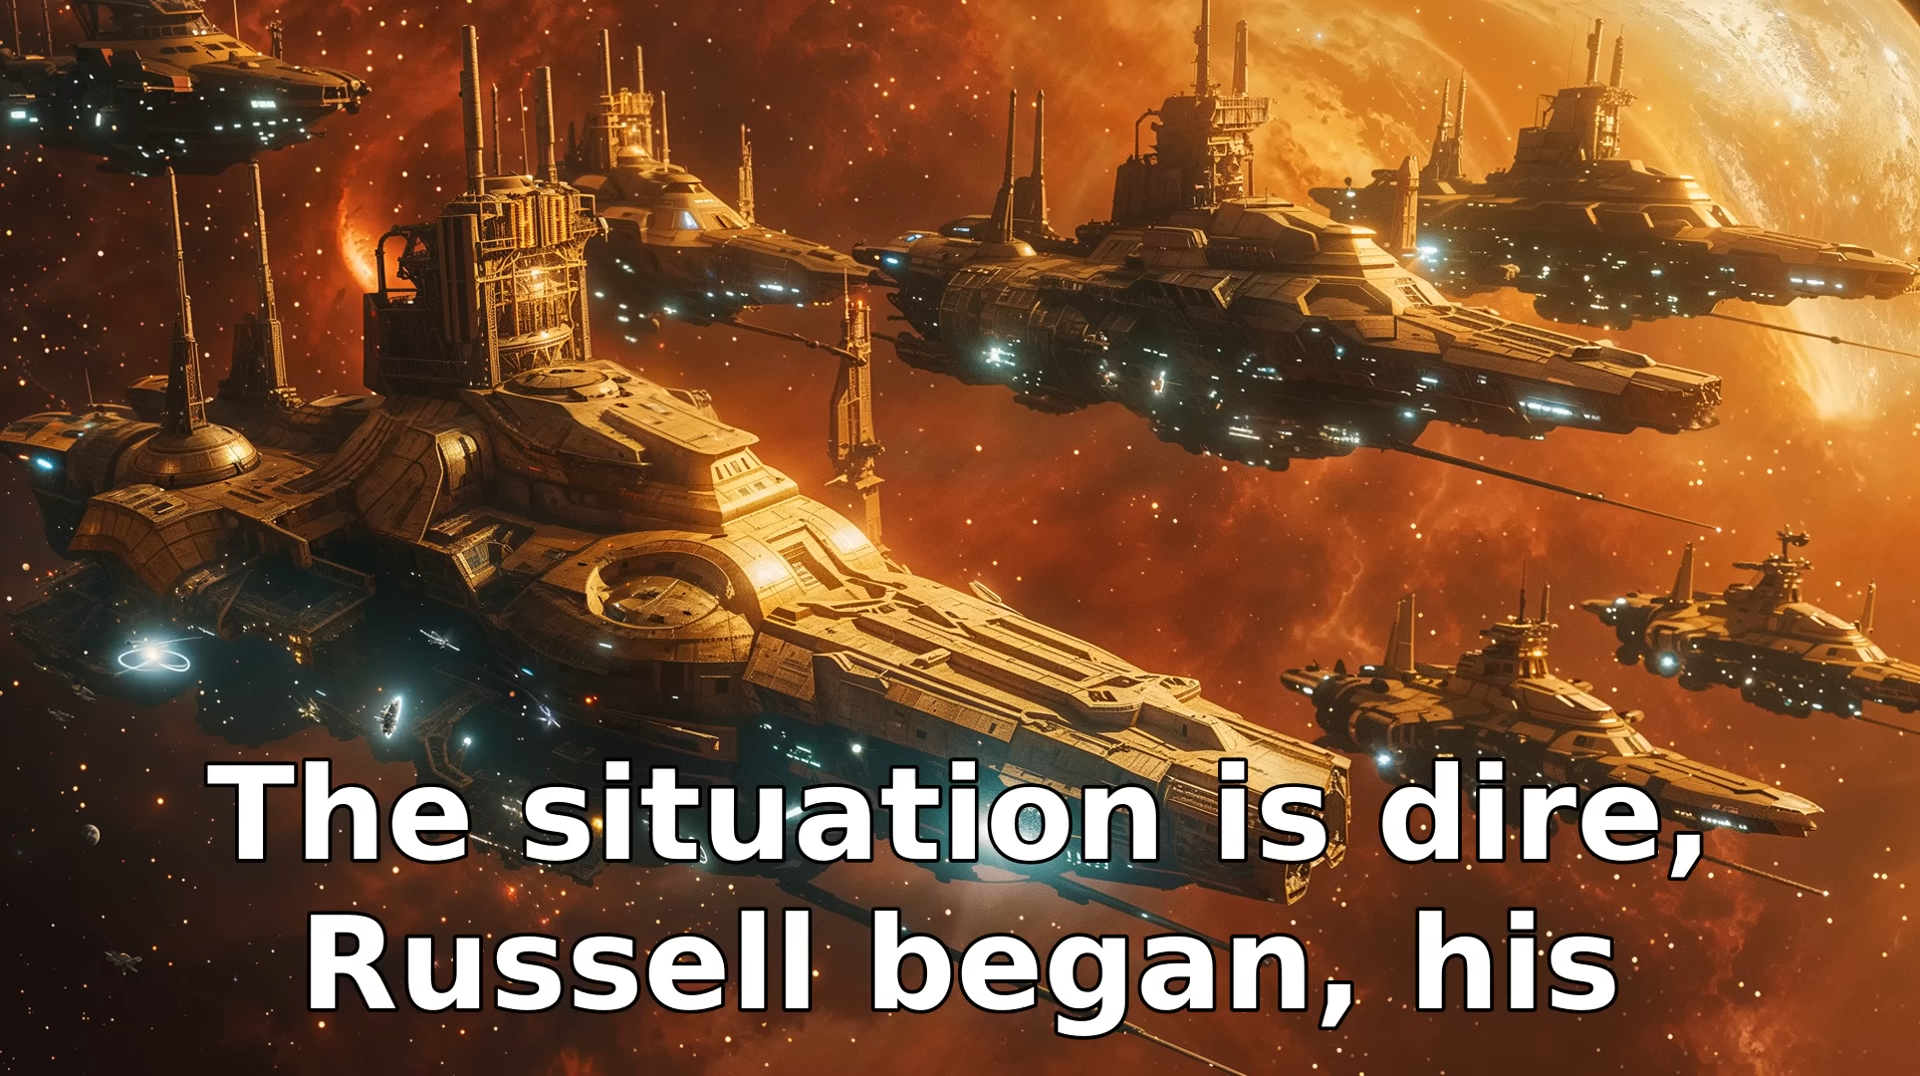 The situation is dire,
Russell began, his